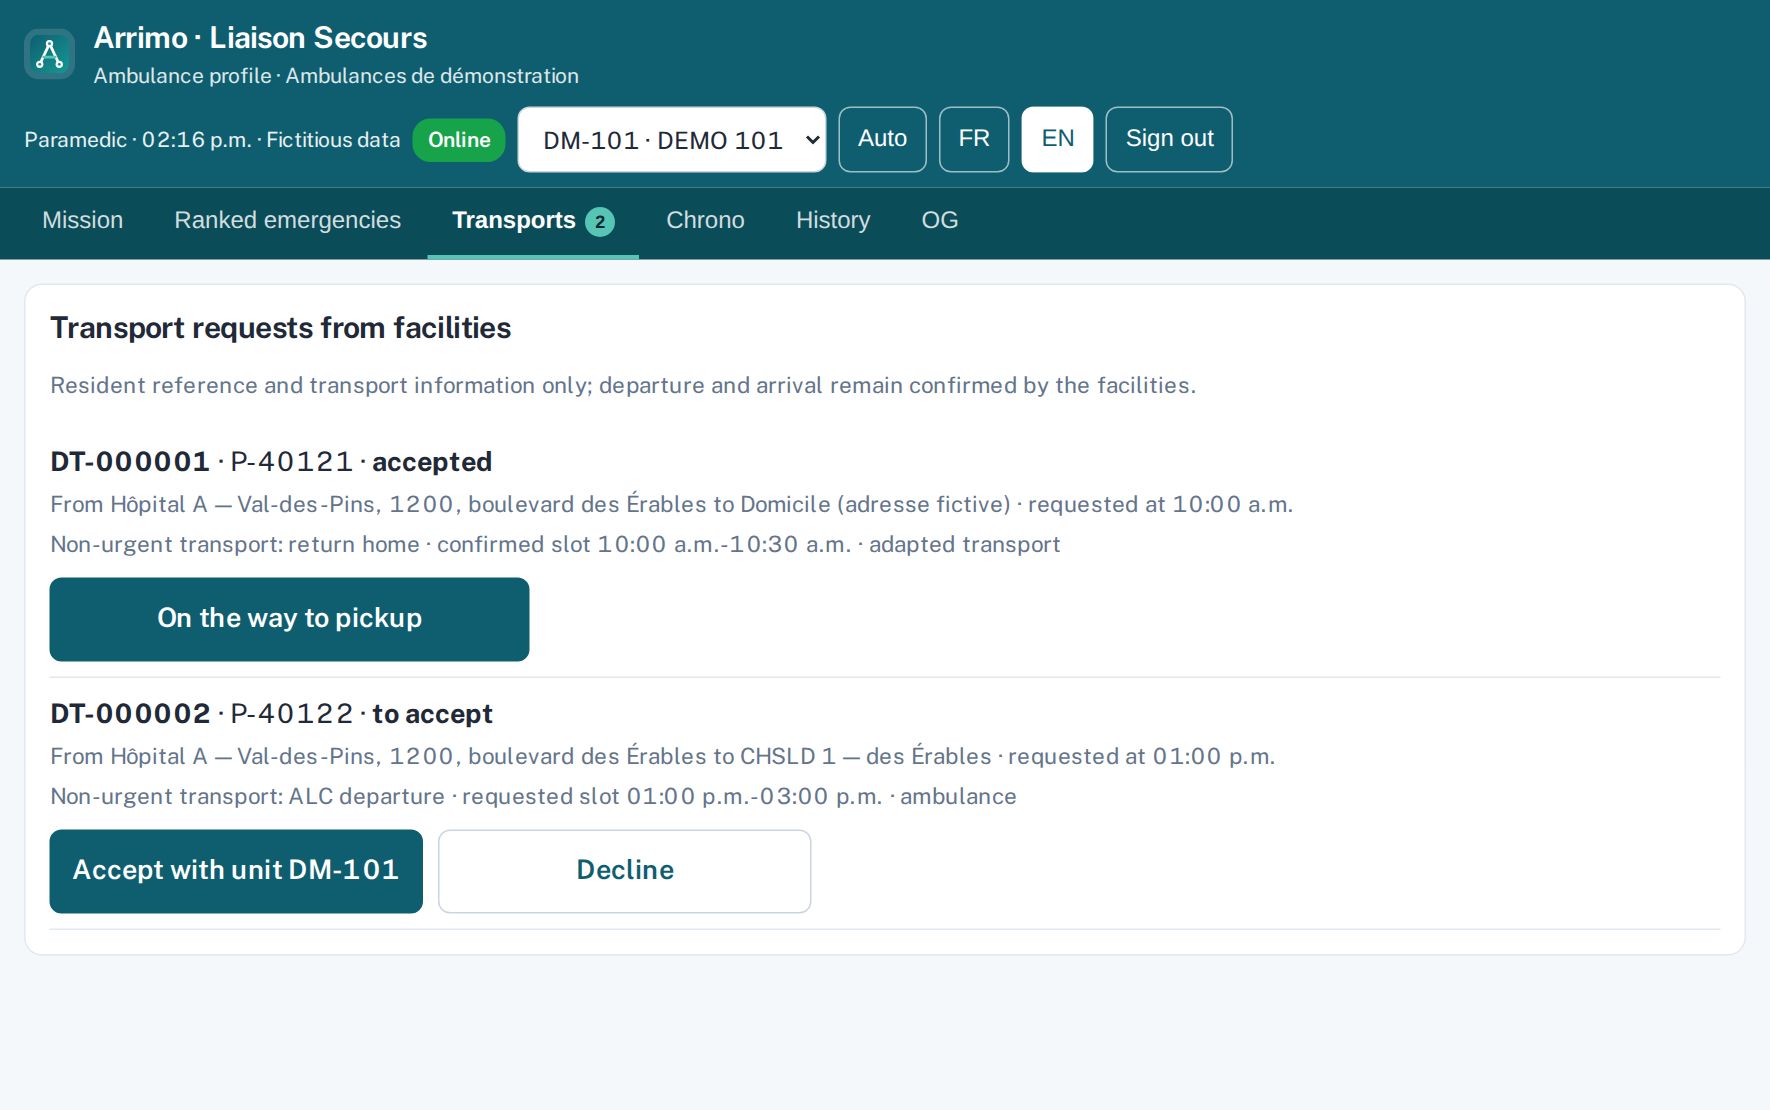 Arrimo · Liaison Secours
Ambulance profile · Ambulances de démonstration
Paramedic · 02:16 p.m. · Fictitious data Online DM-101 · DEMO 101 Auto FR EN Sign out
Mission Ranked emergencies Transports 2 Chrono History OG
Transport requests from facilities
Resident reference and transport information only; departure and arrival remain confirmed by the facilities.
DT-000001 · P-40121 · accepted
From Hôpital A — Val-des-Pins, 1200, boulevard des Érables to Domicile (adresse fictive) · requested at 10:00 a.m.
Non-urgent transport: return home · confirmed slot 10:00 a.m.-10:30 a.m. · adapted transport
On the way to pickup
DT-000002 · P-40122 · to accept
From Hôpital A — Val-des-Pins, 1200, boulevard des Érables to CHSLD 1 — des Érables · requested at 01:00 p.m.
Non-urgent transport: ALC departure · requested slot 01:00 p.m.-03:00 p.m. · ambulance
Accept with unit DM-101 Decline